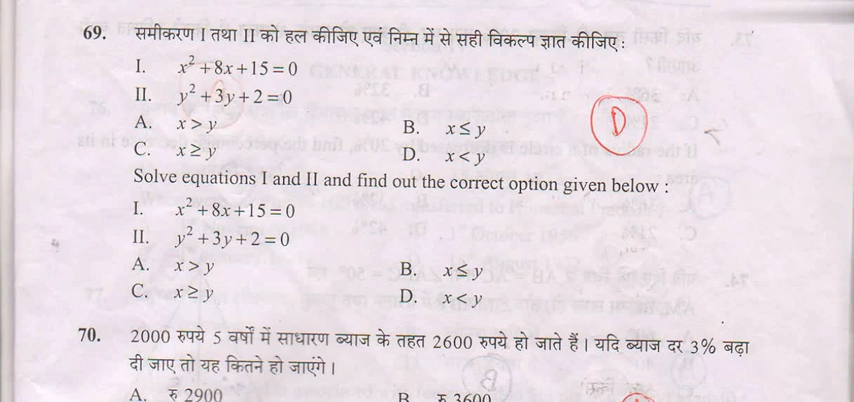 69. समीकरण I तथा II को हल कीजिए एवं निम्न में से सही विकल्प ज्ञात कीजिए :
I. x² + 8x + 15 = 0
II. y² + 3y + 2 = 0
A. x > y B. x ≤ y
C. x ≥ y D. x < y
D
Solve equations I and II and find out the correct option given below :
I. x² + 8x + 15 = 0
II. y² + 3y + 2 = 0
A. x > y B. x ≤ y
C. x ≥ y D. x < y
70. 2000 रुपये 5 वर्षों में साधारण ब्याज के तहत 2600 रुपये हो जाते हैं। यदि ब्याज दर 3% बढ़ा
दी जाए तो यह कितने हो जाएंगे।
A. रु 2900 B. रु 3600